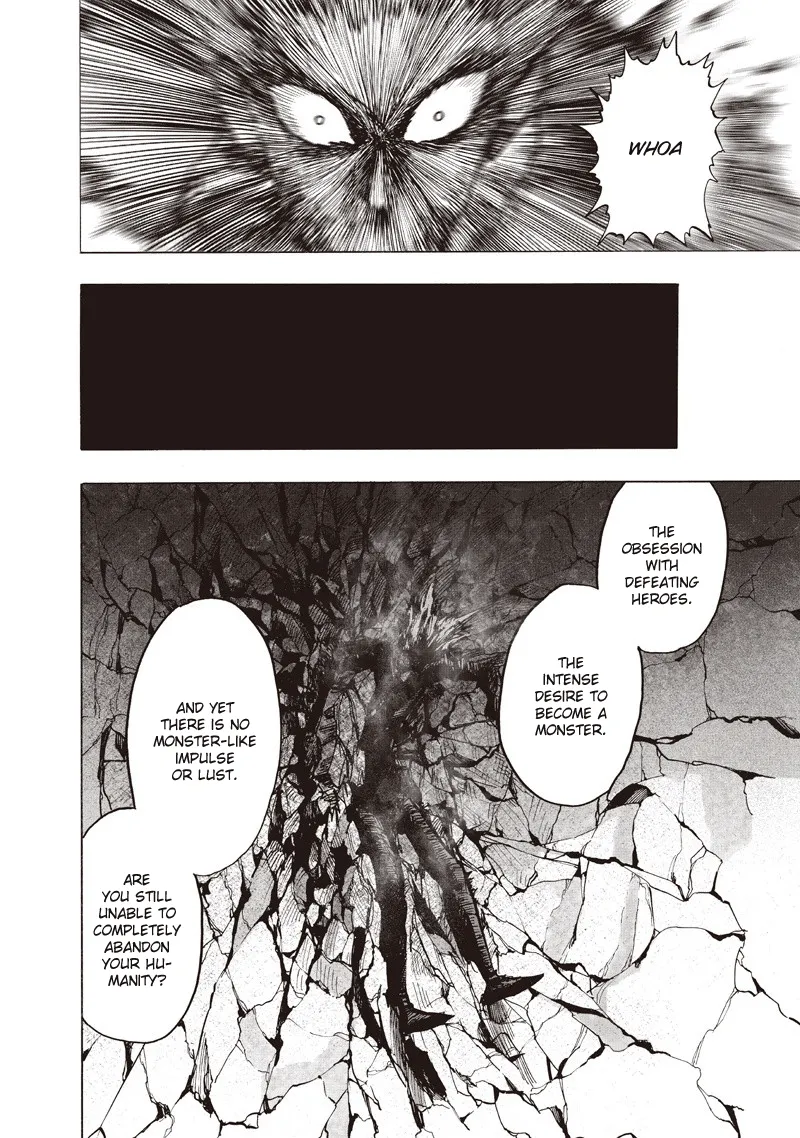 WHOA
THE
OBSESSION
WITH
DEFEATING
HEROES.
THE
INTENSE
DESIRE TO
BECOME A
MONSTER.
AND YET
THERE IS NO
MONSTER-LIKE
IMPULSE
OR LUST.
ARE
YOU STILL
UNABLE TO
COMPLETELY
ABANDON
YOUR HU-
MANITY?